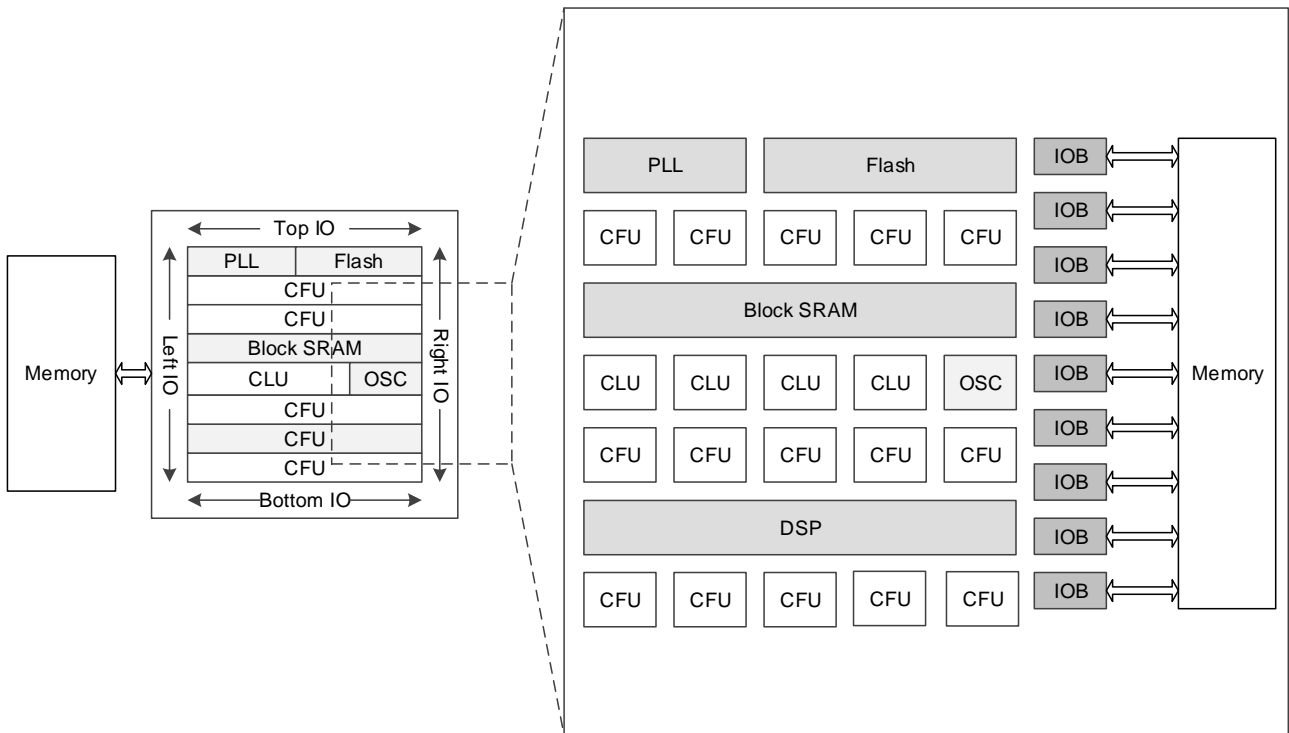 Memory
Top IO
Left IO
Right IO
PLL Flash
CFU
CFU
Block SRAM
CLU OSC
CFU
CFU
CFU
Bottom IO
PLL Flash IOB
CFU CFU CFU CFU CFU IOB
IOB
Block SRAM IOB
CLU CLU CLU CLU OSC IOB
Memory
CFU CFU CFU CFU CFU IOB
IOB
DSP IOB
CFU CFU CFU CFU CFU IOB